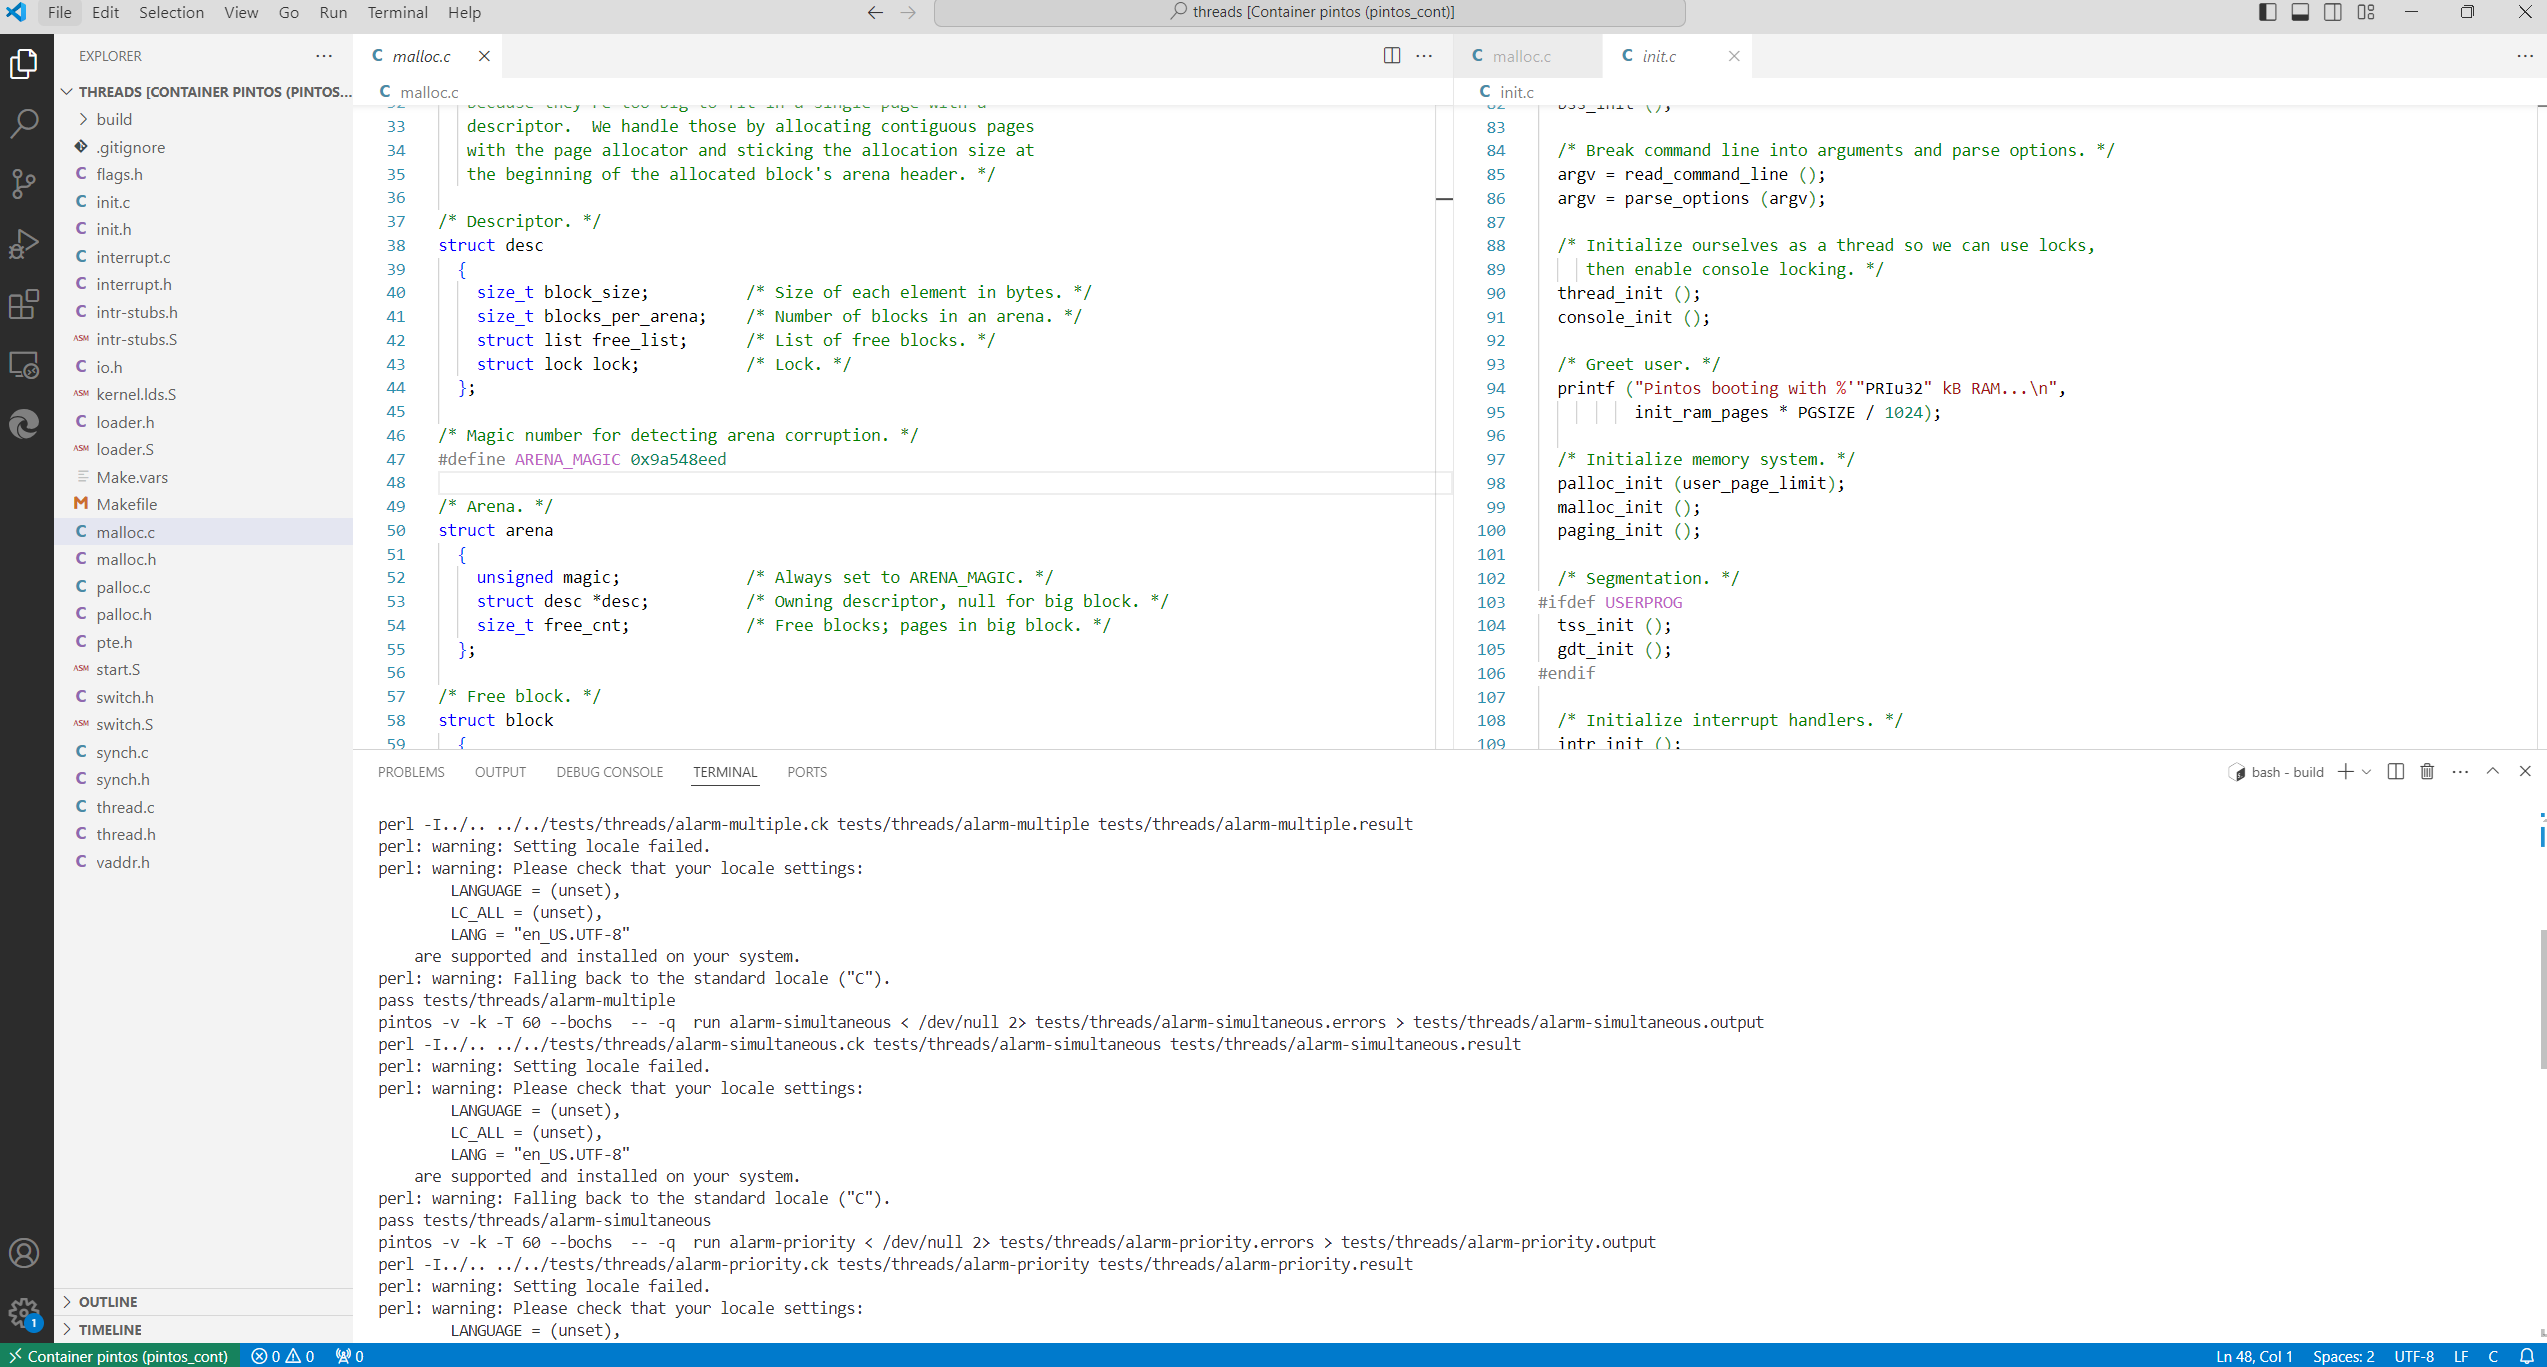 File Edit Selection View Go Run Terminal Help
threads [Container pintos (pintos_cont)]
EXPLORER
THREADS [CONTAINER PINTOS (PINTOS...
build
.gitignore
flags.h
init.c
init.h
interrupt.c
interrupt.h
intr-stubs.h
intr-stubs.S
io.h
kernel.lds.S
loader.h
loader.S
Make.vars
Makefile
malloc.c
malloc.h
palloc.c
palloc.h
pte.h
start.S
switch.h
switch.S
synch.c
synch.h
thread.c
thread.h
vaddr.h
OUTLINE
TIMELINE
malloc.c
malloc.c
32 because they're too big to fit in a single page with a
33 descriptor.  We handle those by allocating contiguous pages
34 with the page allocator and sticking the allocation size at
35 the beginning of the allocated block's arena header. */
36
37 /* Descriptor. */
38 struct desc
39 {
40 size_t block_size; /* Size of each element in bytes. */
41 size_t blocks_per_arena; /* Number of blocks in an arena. */
42 struct list free_list; /* List of free blocks. */
43 struct lock lock; /* Lock. */
44 };
45
46 /* Magic number for detecting arena corruption. */
47 #define ARENA_MAGIC 0x9a548eed
48
49 /* Arena. */
50 struct arena
51 {
52 unsigned magic; /* Always set to ARENA_MAGIC. */
53 struct desc *desc; /* Owning descriptor, null for big block. */
54 size_t free_cnt; /* Free blocks; pages in big block. */
55 };
56
57 /* Free block. */
58 struct block
59 {
malloc.c init.c
init.c
82 bss_init ();
83
84 /* Break command line into arguments and parse options. */
85 argv = read_command_line ();
86 argv = parse_options (argv);
87
88 /* Initialize ourselves as a thread so we can use locks,
89 then enable console locking. */
90 thread_init ();
91 console_init ();
92
93 /* Greet user. */
94 printf ("Pintos booting with %'"PRIu32" kB RAM...\n",
95 init_ram_pages * PGSIZE / 1024);
96
97 /* Initialize memory system. */
98 palloc_init (user_page_limit);
99 malloc_init ();
100 paging_init ();
101
102 /* Segmentation. */
103 #ifdef USERPROG
104 tss_init ();
105 gdt_init ();
106 #endif
107
108 /* Initialize interrupt handlers. */
109 intr_init ();
PROBLEMS OUTPUT DEBUG CONSOLE TERMINAL PORTS
bash - build
perl -I../.. ../../tests/threads/alarm-multiple.ck tests/threads/alarm-multiple tests/threads/alarm-multiple.result
perl: warning: Setting locale failed.
perl: warning: Please check that your locale settings:
LANGUAGE = (unset),
LC_ALL = (unset),
LANG = "en_US.UTF-8"
are supported and installed on your system.
perl: warning: Falling back to the standard locale ("C").
pass tests/threads/alarm-multiple
pintos -v -k -T 60 --bochs  -- -q  run alarm-simultaneous < /dev/null 2> tests/threads/alarm-simultaneous.errors > tests/threads/alarm-simultaneous.output
perl -I../.. ../../tests/threads/alarm-simultaneous.ck tests/threads/alarm-simultaneous tests/threads/alarm-simultaneous.result
perl: warning: Setting locale failed.
perl: warning: Please check that your locale settings:
LANGUAGE = (unset),
LC_ALL = (unset),
LANG = "en_US.UTF-8"
are supported and installed on your system.
perl: warning: Falling back to the standard locale ("C").
pass tests/threads/alarm-simultaneous
pintos -v -k -T 60 --bochs  -- -q  run alarm-priority < /dev/null 2> tests/threads/alarm-priority.errors > tests/threads/alarm-priority.output
perl -I../.. ../../tests/threads/alarm-priority.ck tests/threads/alarm-priority tests/threads/alarm-priority.result
perl: warning: Setting locale failed.
perl: warning: Please check that your locale settings:
LANGUAGE = (unset),
1
Container pintos (pintos_cont) 0 0 0 Ln 48, Col 1 Spaces: 2 UTF-8 LF C